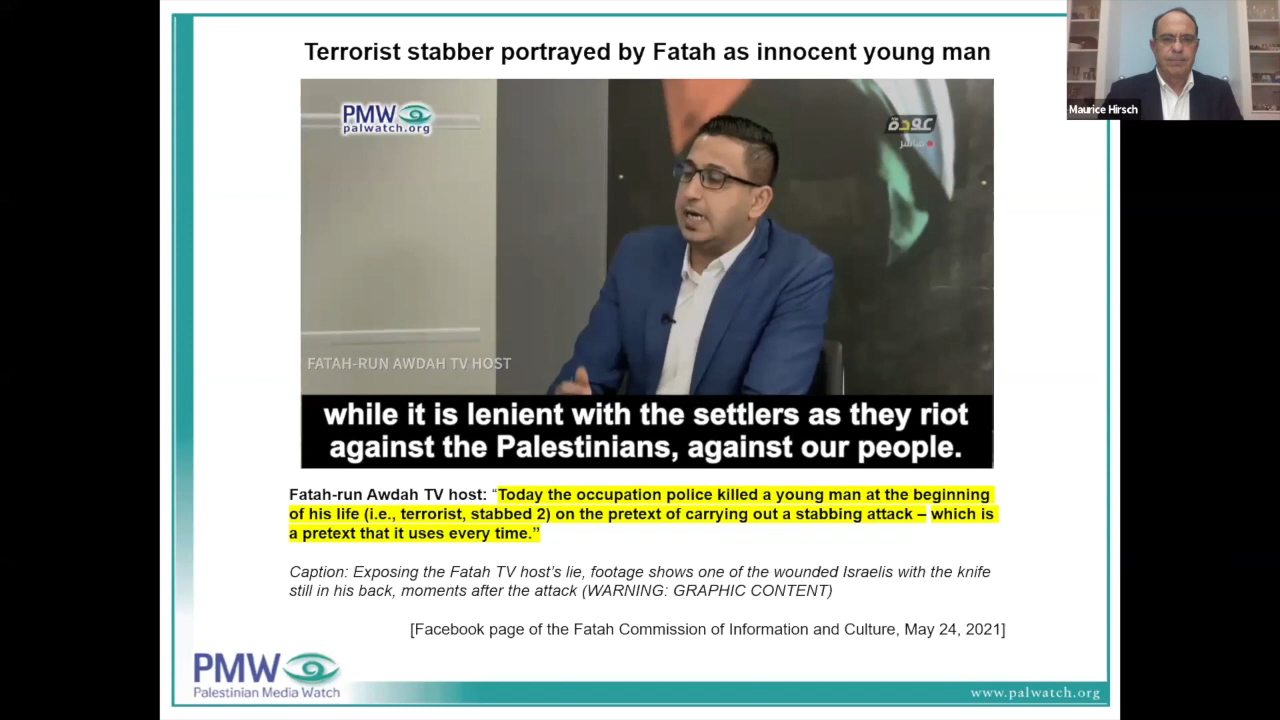 Terrorist stabber portrayed by Fatah as innocent young man
Maurice Hirsch
PMW
palwatch.org
عودة
مباشر
FATAH-RUN AWDAH TV HOST
while it is lenient with the settlers as they riot
against the Palestinians, against our people.
Fatah-run Awdah TV host: “Today the occupation police killed a young man at the beginning
of his life (i.e., terrorist, stabbed 2) on the pretext of carrying out a stabbing attack – which is
a pretext that it uses every time.”
Caption: Exposing the Fatah TV host’s lie, footage shows one of the wounded Israelis with the knife
still in his back, moments after the attack (WARNING: GRAPHIC CONTENT)
[Facebook page of the Fatah Commission of Information and Culture, May 24, 2021]
PMW
Palestinian Media Watch
www.palwatch.org